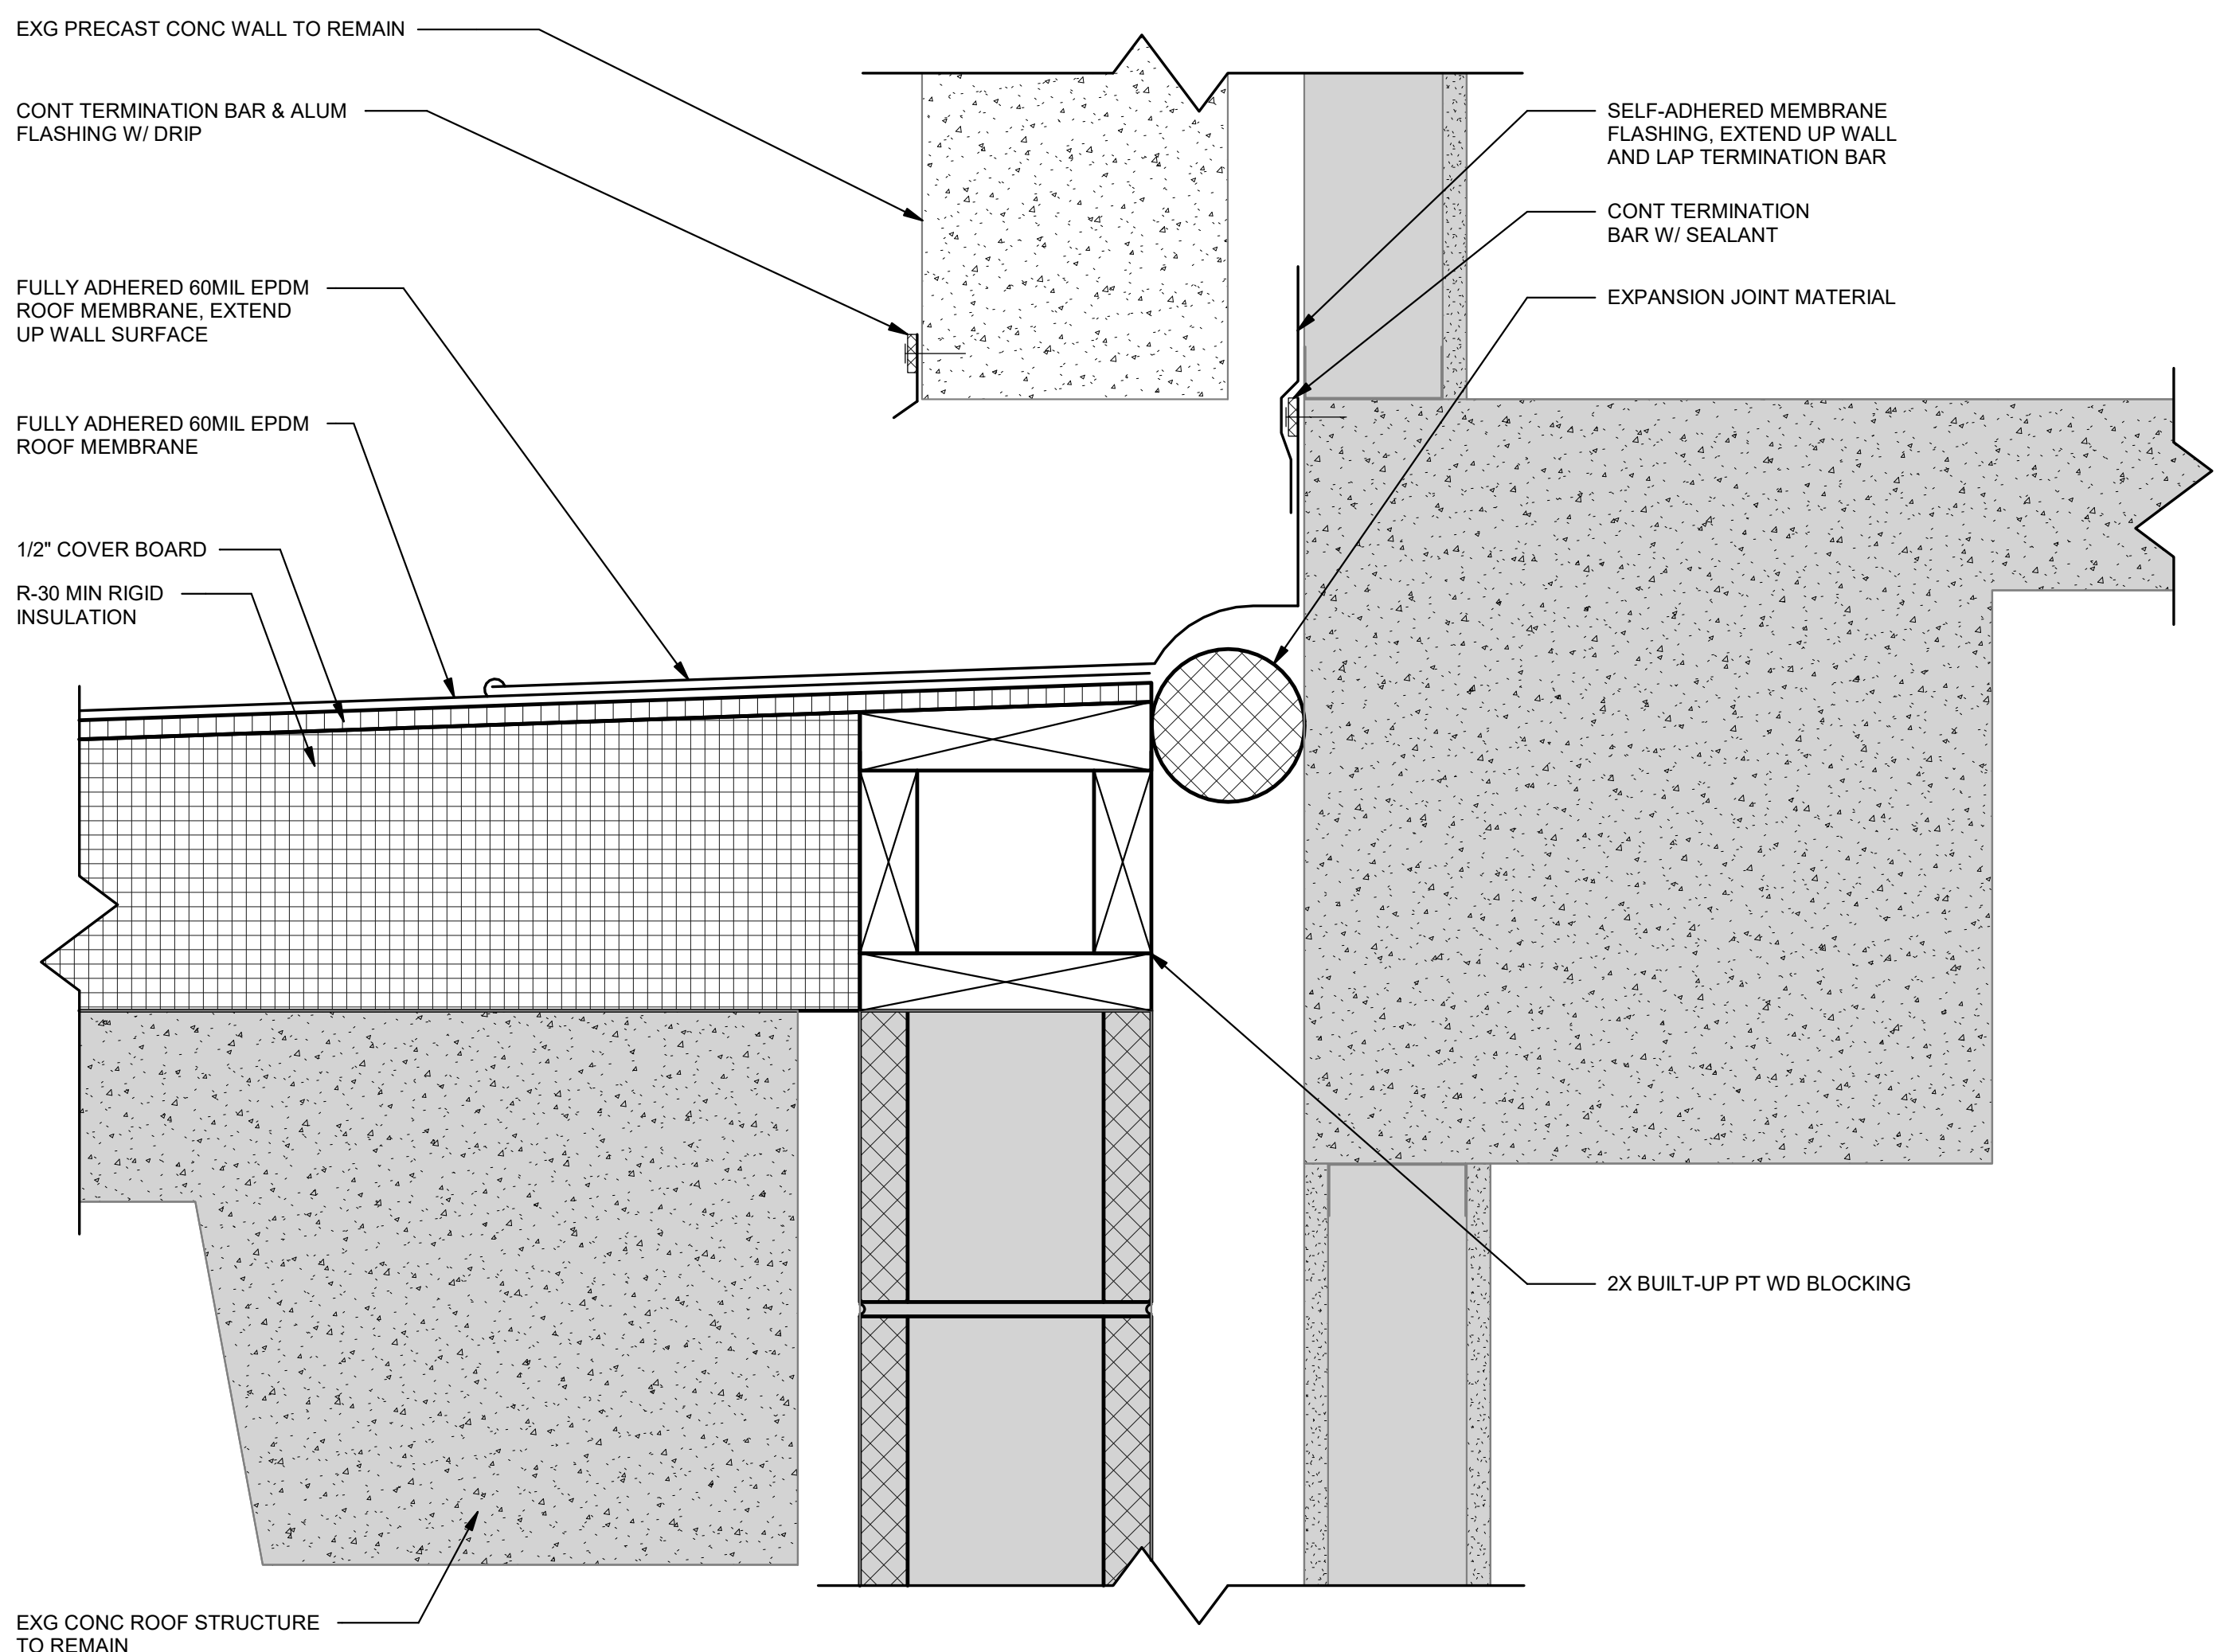 EXG PRECAST CONC WALL TO REMAIN
CONT TERMINATION BAR & ALUM
FLASHING W/ DRIP
FULLY ADHERED 60MIL EPDM
ROOF MEMBRANE, EXTEND
UP WALL SURFACE
FULLY ADHERED 60MIL EPDM
ROOF MEMBRANE
1/2" COVER BOARD
R-30 MIN RIGID
INSULATION
EXG CONC ROOF STRUCTURE
TO REMAIN
SELF-ADHERED MEMBRANE
FLASHING, EXTEND UP WALL
AND LAP TERMINATION BAR
CONT TERMINATION
BAR W/ SEALANT
EXPANSION JOINT MATERIAL
2X BUILT-UP PT WD BLOCKING